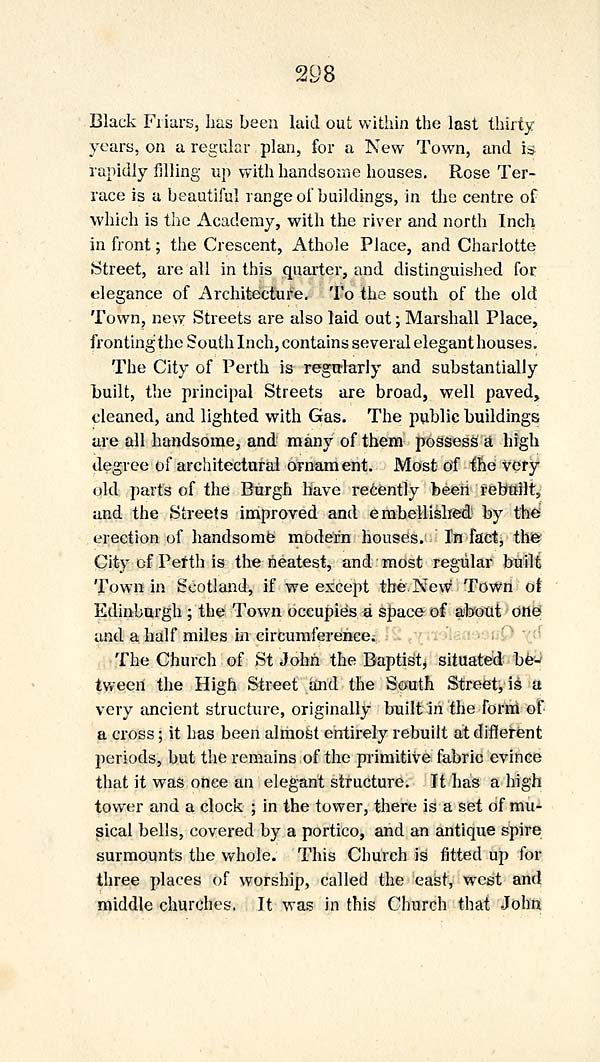 298
Black Friars, has been laid out within the last thirty
years, on a regular plan, for a New Town, and is
rapidly filling up with handsome houses. Rose Ter-
race is a beautiful range of buildings, in the centre of
which is the Academy, with the river and north Inch
in front; the Crescent, Athole Place, and Charlotte
Street, are all in this quarter, and distinguished for
elegance of Architecture. To the south of the old
Town, new Streets are also laid out; Marshall Place,
fronting the South Inch, contains several elegant houses.
The City of Perth is regularly and substantially
built, the principal Streets are broad, well paved,
cleaned, and lighted with Gas. The public buildings
are all handsome, and many of them possess a high
degree of architectural ornament. Most of the very
old parts of the Burgh have recently been rebuilt,
and the Streets improved and embellished by the
erection of handsome modern houses. In fact, the
City of Perth is the neatest, and most regular built
Town in Scotland, if we except the New Town of
Edinburgh; the Town occupies a space of about one
and a half miles in circumference.
The Church of St John the Baptist, situated be-
tween the High Street and the South Street, is a
very ancient structure, originally built in the form of
a cross; it has been almost entirely rebuilt at different
periods, but the remains of the primitive fabric evince
that it was once an elegant structure. It has a high
tower and a clock; in the tower, there is a set of mu-
sical bells, covered by a portico, and an antique spire
surmounts the whole. This Church is fitted up for
three places of worship, called the east, west and
middle churches. It was in this Church that John